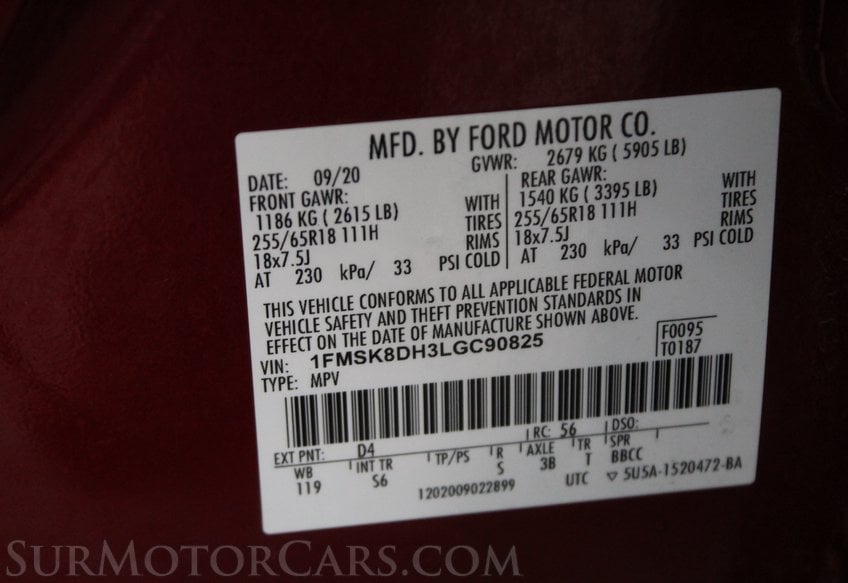 MFD. BY FORD MOTOR CO.
DATE: 09/20 GVWR: 2679 KG ( 5905 LB)
FRONT GAWR: REAR GAWR:
1186 KG ( 2615 LB) WITH 1540 KG ( 3395 LB) WITH
255/65R18 111H TIRES 255/65R18 111H TIRES
18x7.5J RIMS 18x7.5J RIMS
AT 230 kPa/ 33 PSI COLD AT 230 kPa/ 33 PSI COLD
THIS VEHICLE CONFORMS TO ALL APPLICABLE FEDERAL MOTOR
VEHICLE SAFETY AND THEFT PREVENTION STANDARDS IN
EFFECT ON THE DATE OF MANUFACTURE SHOWN ABOVE.
VIN: 1FMSK8DH3LGC90825 F0095
TYPE: MPV T0187
EXT PNT: D4 RC: 56 DSO:
WB INT TR TP/PS R AXLE TR SPR
119 S6 S 3B T BBCC
1202009022899 UTC ▽ 5U5A-1520472-BA
SURMOTORCARS.COM